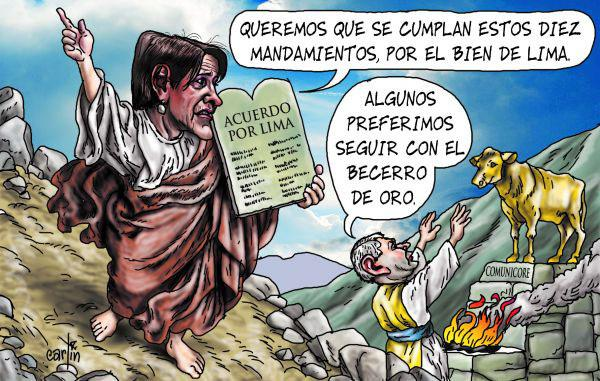 QUEREMOS QUE SE CUMPLAN ESTOS DIEZ
MANDAMIENTOS, POR EL BIEN DE LIMA.
ACUERDO
POR LIMA
ALGUNOS
PREFERIMOS
SEGUIR CON EL
BECERRO
DE ORO.
COMUNICORE
carlin